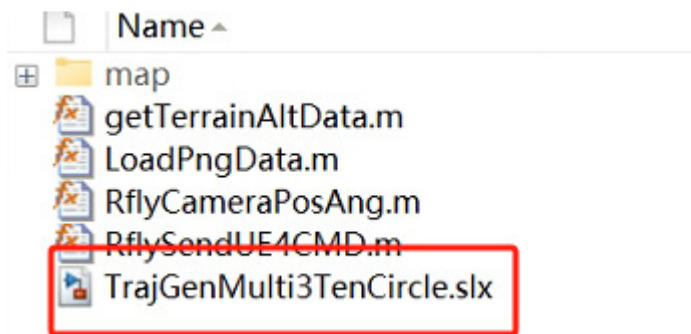 Name
map
getTerrainAltData.m
LoadPngData.m
RflyCameraPosAng.m
RflySendUE4CMD.m
TrajGenMulti3TenCircle.slx